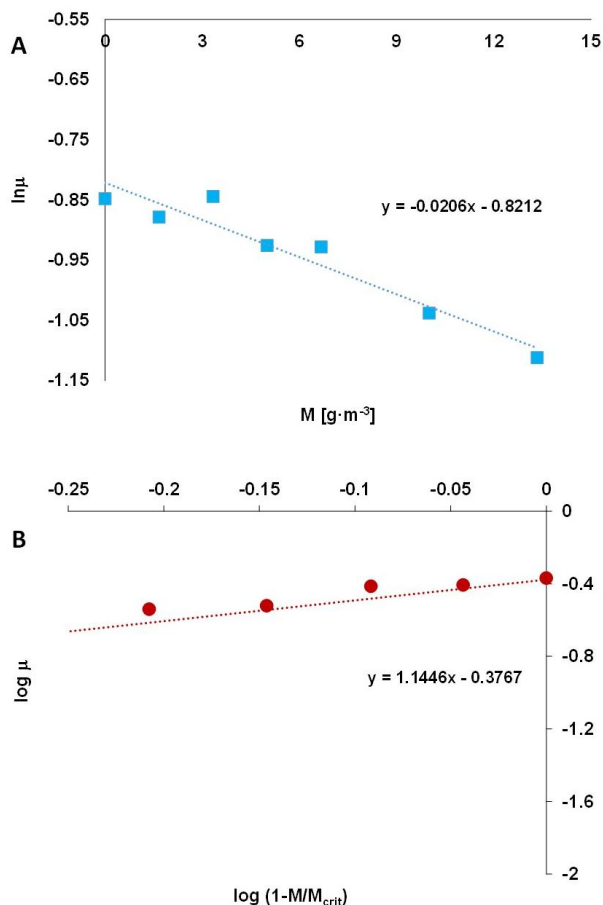 A
-0.55
0 3 6 9 12 15
-0.65
-0.75
lnμ
-0.85
y = -0.0206x - 0.8212
-0.95
-1.05
-1.15
M [g·m⁻³]
B
-0.25 -0.2 -0.15 -0.1 -0.05 0
0
-0.4
log μ
-0.8
y = 1.1446x - 0.3767
-1.2
-1.6
-2
log (1-M/Mcrit)